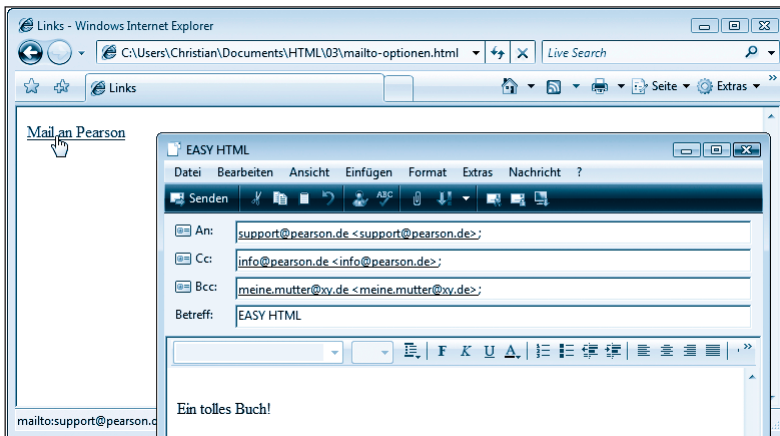 Links - Windows Internet Explorer
C:\Users\Christian\Documents\HTML\03\mailto-optionen.html
Live Search
Links
Seite
Extras
»
Mail an Pearson
EASY HTML
Datei Bearbeiten Ansicht Einfügen Format Extras Nachricht ?
Senden
ABC
An: support@pearson.de <support@pearson.de>;
Cc: info@pearson.de <info@pearson.de>;
Bcc: meine.mutter@xy.de <meine.mutter@xy.de>;
Betreff: EASY HTML
F K U A
»
Ein tolles Buch!
mailto:support@pearson.d